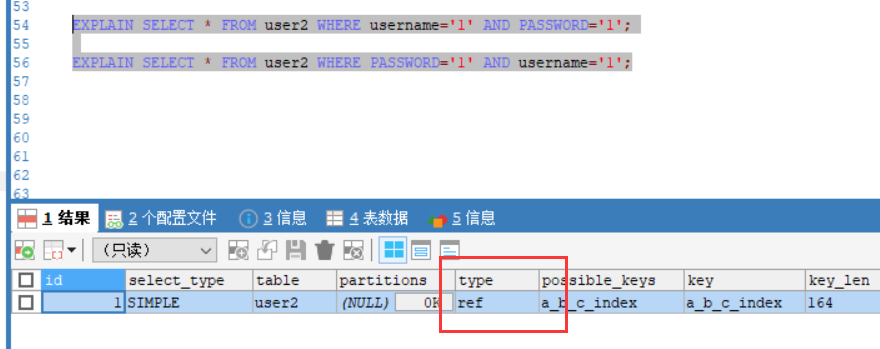 53
54 EXPLAIN SELECT * FROM user2 WHERE username='1' AND PASSWORD='1';
55
56 EXPLAIN SELECT * FROM user2 WHERE PASSWORD='1' AND username='1';
57
58
59
60
61
62
63
1 结果 2 个配置文件 3 信息 4 表数据 5 信息
(只读)
id select_type table partitions type possible_keys key key_len
1 SIMPLE user2 (NULL) 0K ref a_b_c_index a_b_c_index 164